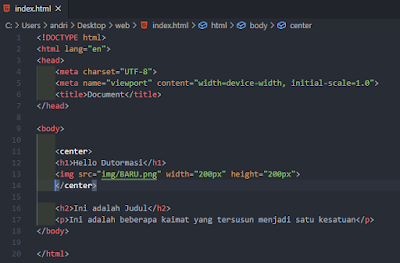 index.html ×
C: > Users > andri > Desktop > web > index.html > html > body > center
1 <!DOCTYPE html>
2 <html lang="en">
3 <head>
4 <meta charset="UTF-8">
5 <meta name="viewport" content="width=device-width, initial-scale=1.0">
6 <title>Document</title>
7 </head>
8
9 <body>
10
11 <center>
12 <h1>Hello Dutormasi</h1>
13 <img src="img/BARU.png" width="200px" height="200px">
14 </center>
15
16 <h2>Ini adalah Judul</h2>
17 <p>Ini adalah beberapa kaimat yang tersusun menjadi satu kesatuan</p>
18 </body>
19
20 </html>